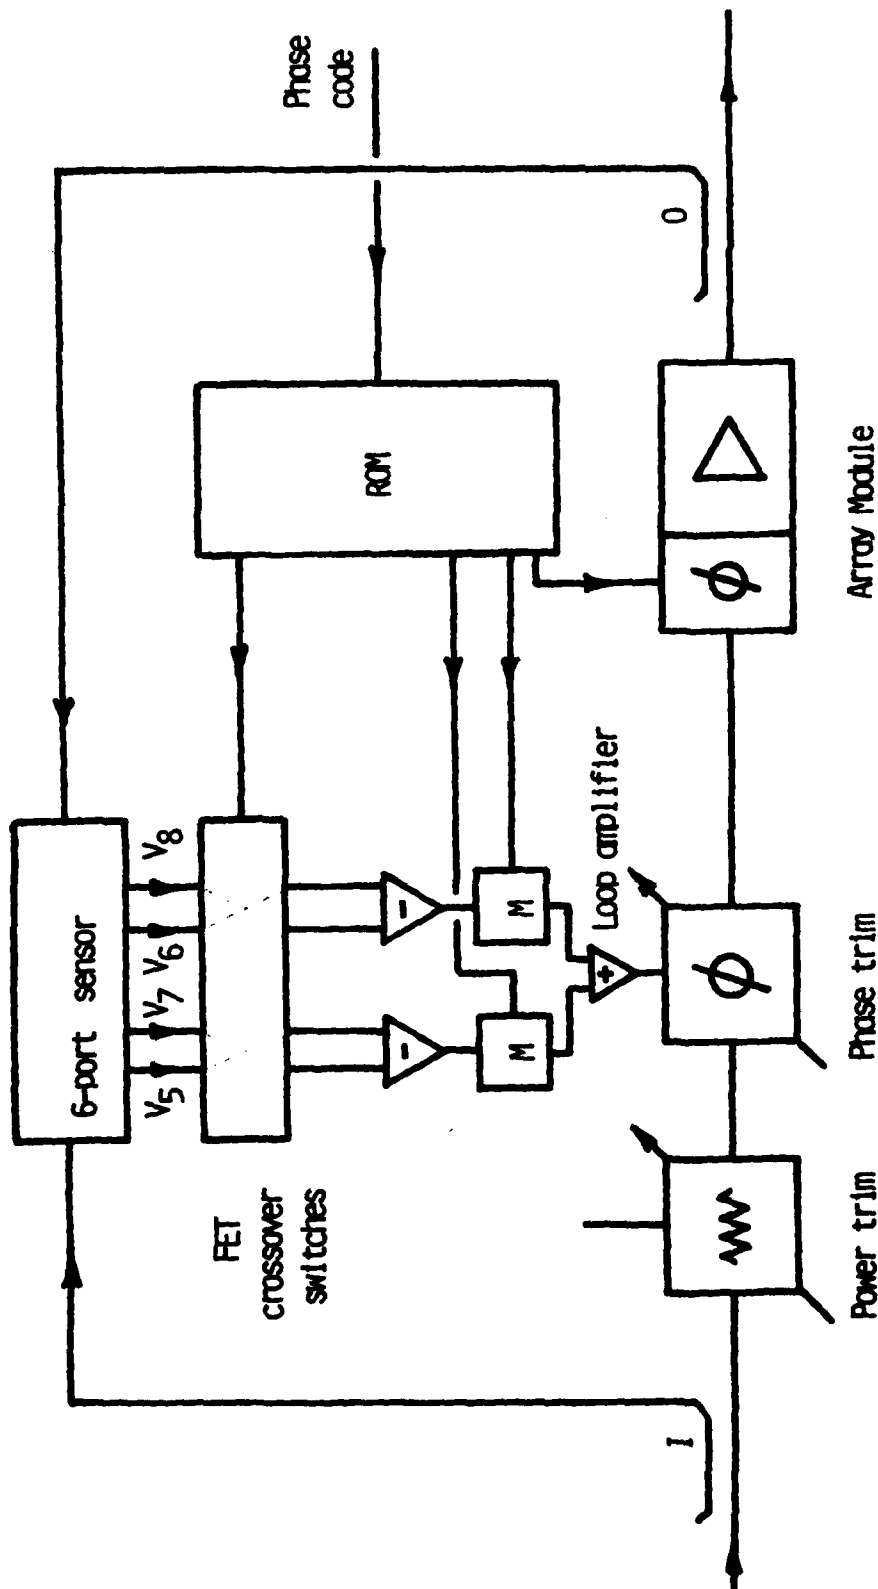 6-port sensor
V5 V7 V6 V8
FET
crossover
switches
Phase
code
ROM
-
-
M
M
+
Loop amplifier
I
O
Φ
Φ
Power trim
Phase trim
Array Module